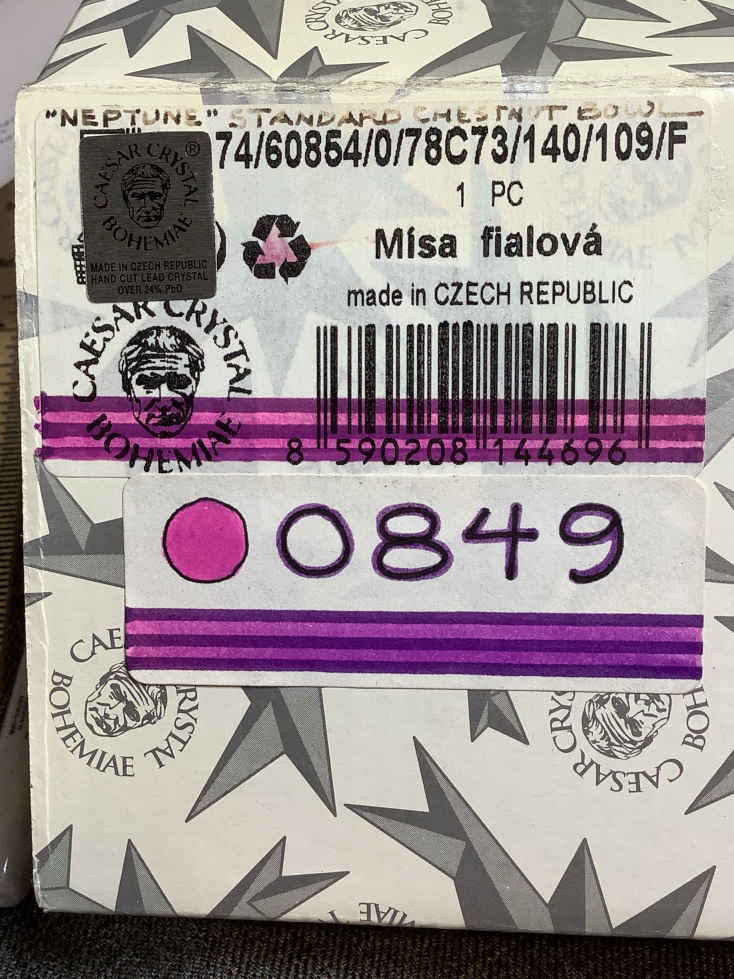 "NEPTUNE" STANDARD CHESTNUT BOWL
74/60854/0/78C73/140/109/F
1 PC
Mísa fialová
made in CZECH REPUBLIC
CAESAR CRYSTAL
BOHEMIAE
®
MADE IN CZECH REPUBLIC
HAND CUT LEAD CRYSTAL
OVER 24% PbO
CAESAR CRYSTAL
BOHEMIAE
8 590208 144696
0849
CAESAR CRYSTAL
BOHEMIAE
CAESAR CRYSTAL